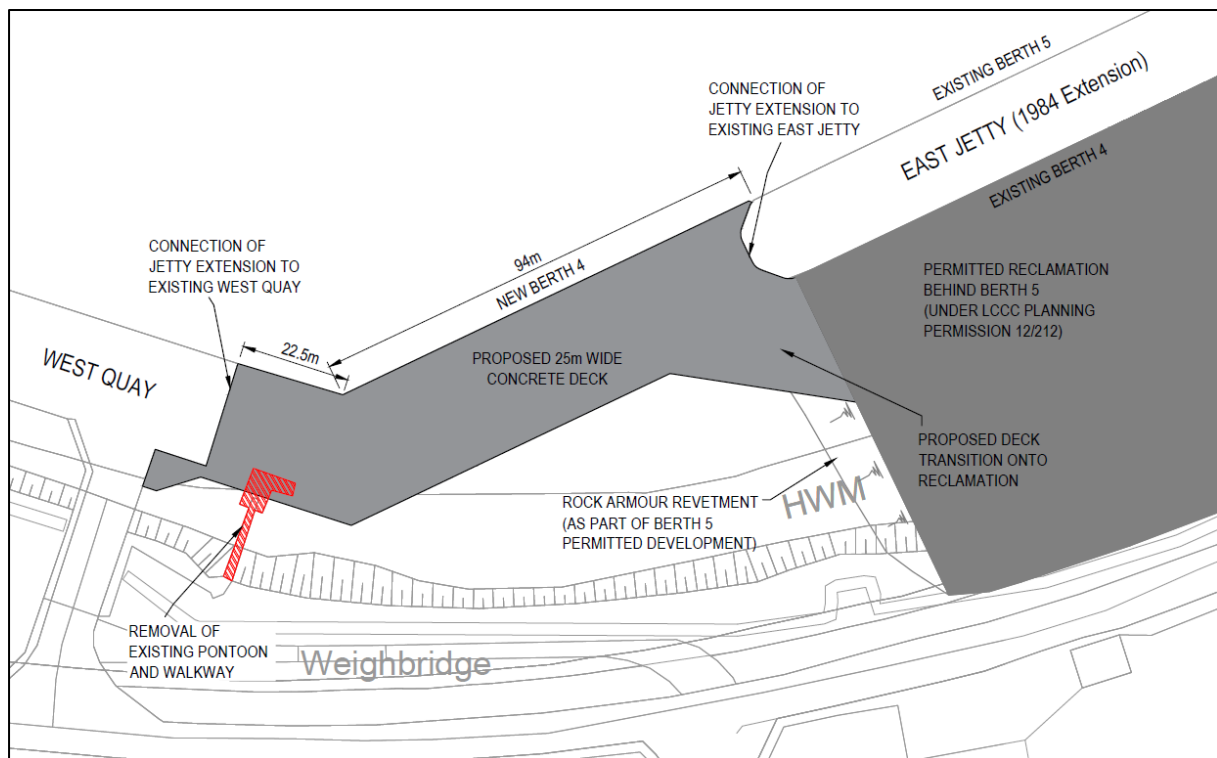 EXISTING BERTH 5
EAST JETTY (1984 Extension)
EXISTING BERTH 4
CONNECTION OF
JETTY EXTENSION TO
EXISTING EAST JETTY
CONNECTION OF
JETTY EXTENSION TO
EXISTING WEST QUAY
94m
NEW BERTH 4
22.5m
WEST QUAY
PROPOSED 25m WIDE
CONCRETE DECK
PERMITTED RECLAMATION
BEHIND BERTH 5
(UNDER LCCC PLANNING
PERMISSION 12/212)
PROPOSED DECK
TRANSITION ONTO
RECLAMATION
ROCK ARMOUR REVETMENT
(AS PART OF BERTH 5
PERMITTED DEVELOPMENT)
HWM
REMOVAL OF
EXISTING PONTOON
AND WALKWAY
Weighbridge